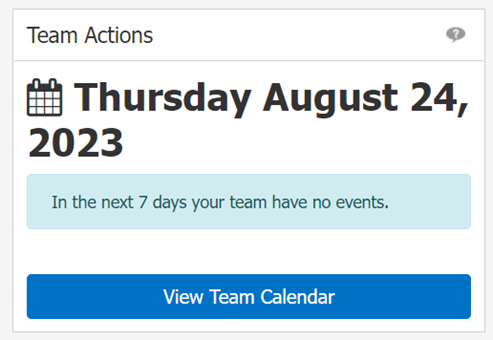 Team Actions
Thursday August 24,
2023
In the next 7 days your team have no events.
View Team Calendar